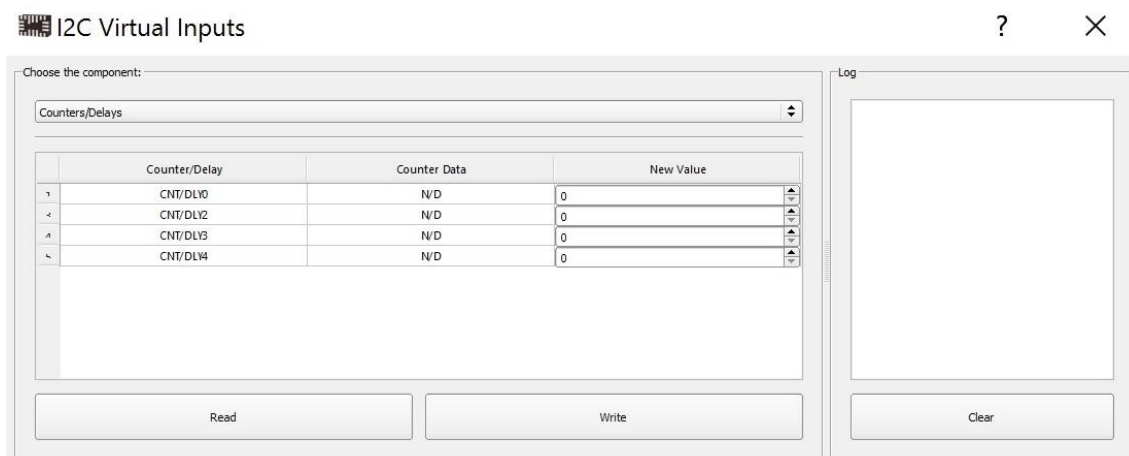 I2C Virtual Inputs ?
Choose the component:
Log
Counters/Delays
Counter/Delay Counter Data New Value
CNT/DLY0 N/D 0
CNT/DLY2 N/D 0
CNT/DLY3 N/D 0
CNT/DLY4 N/D 0
Read Write Clear